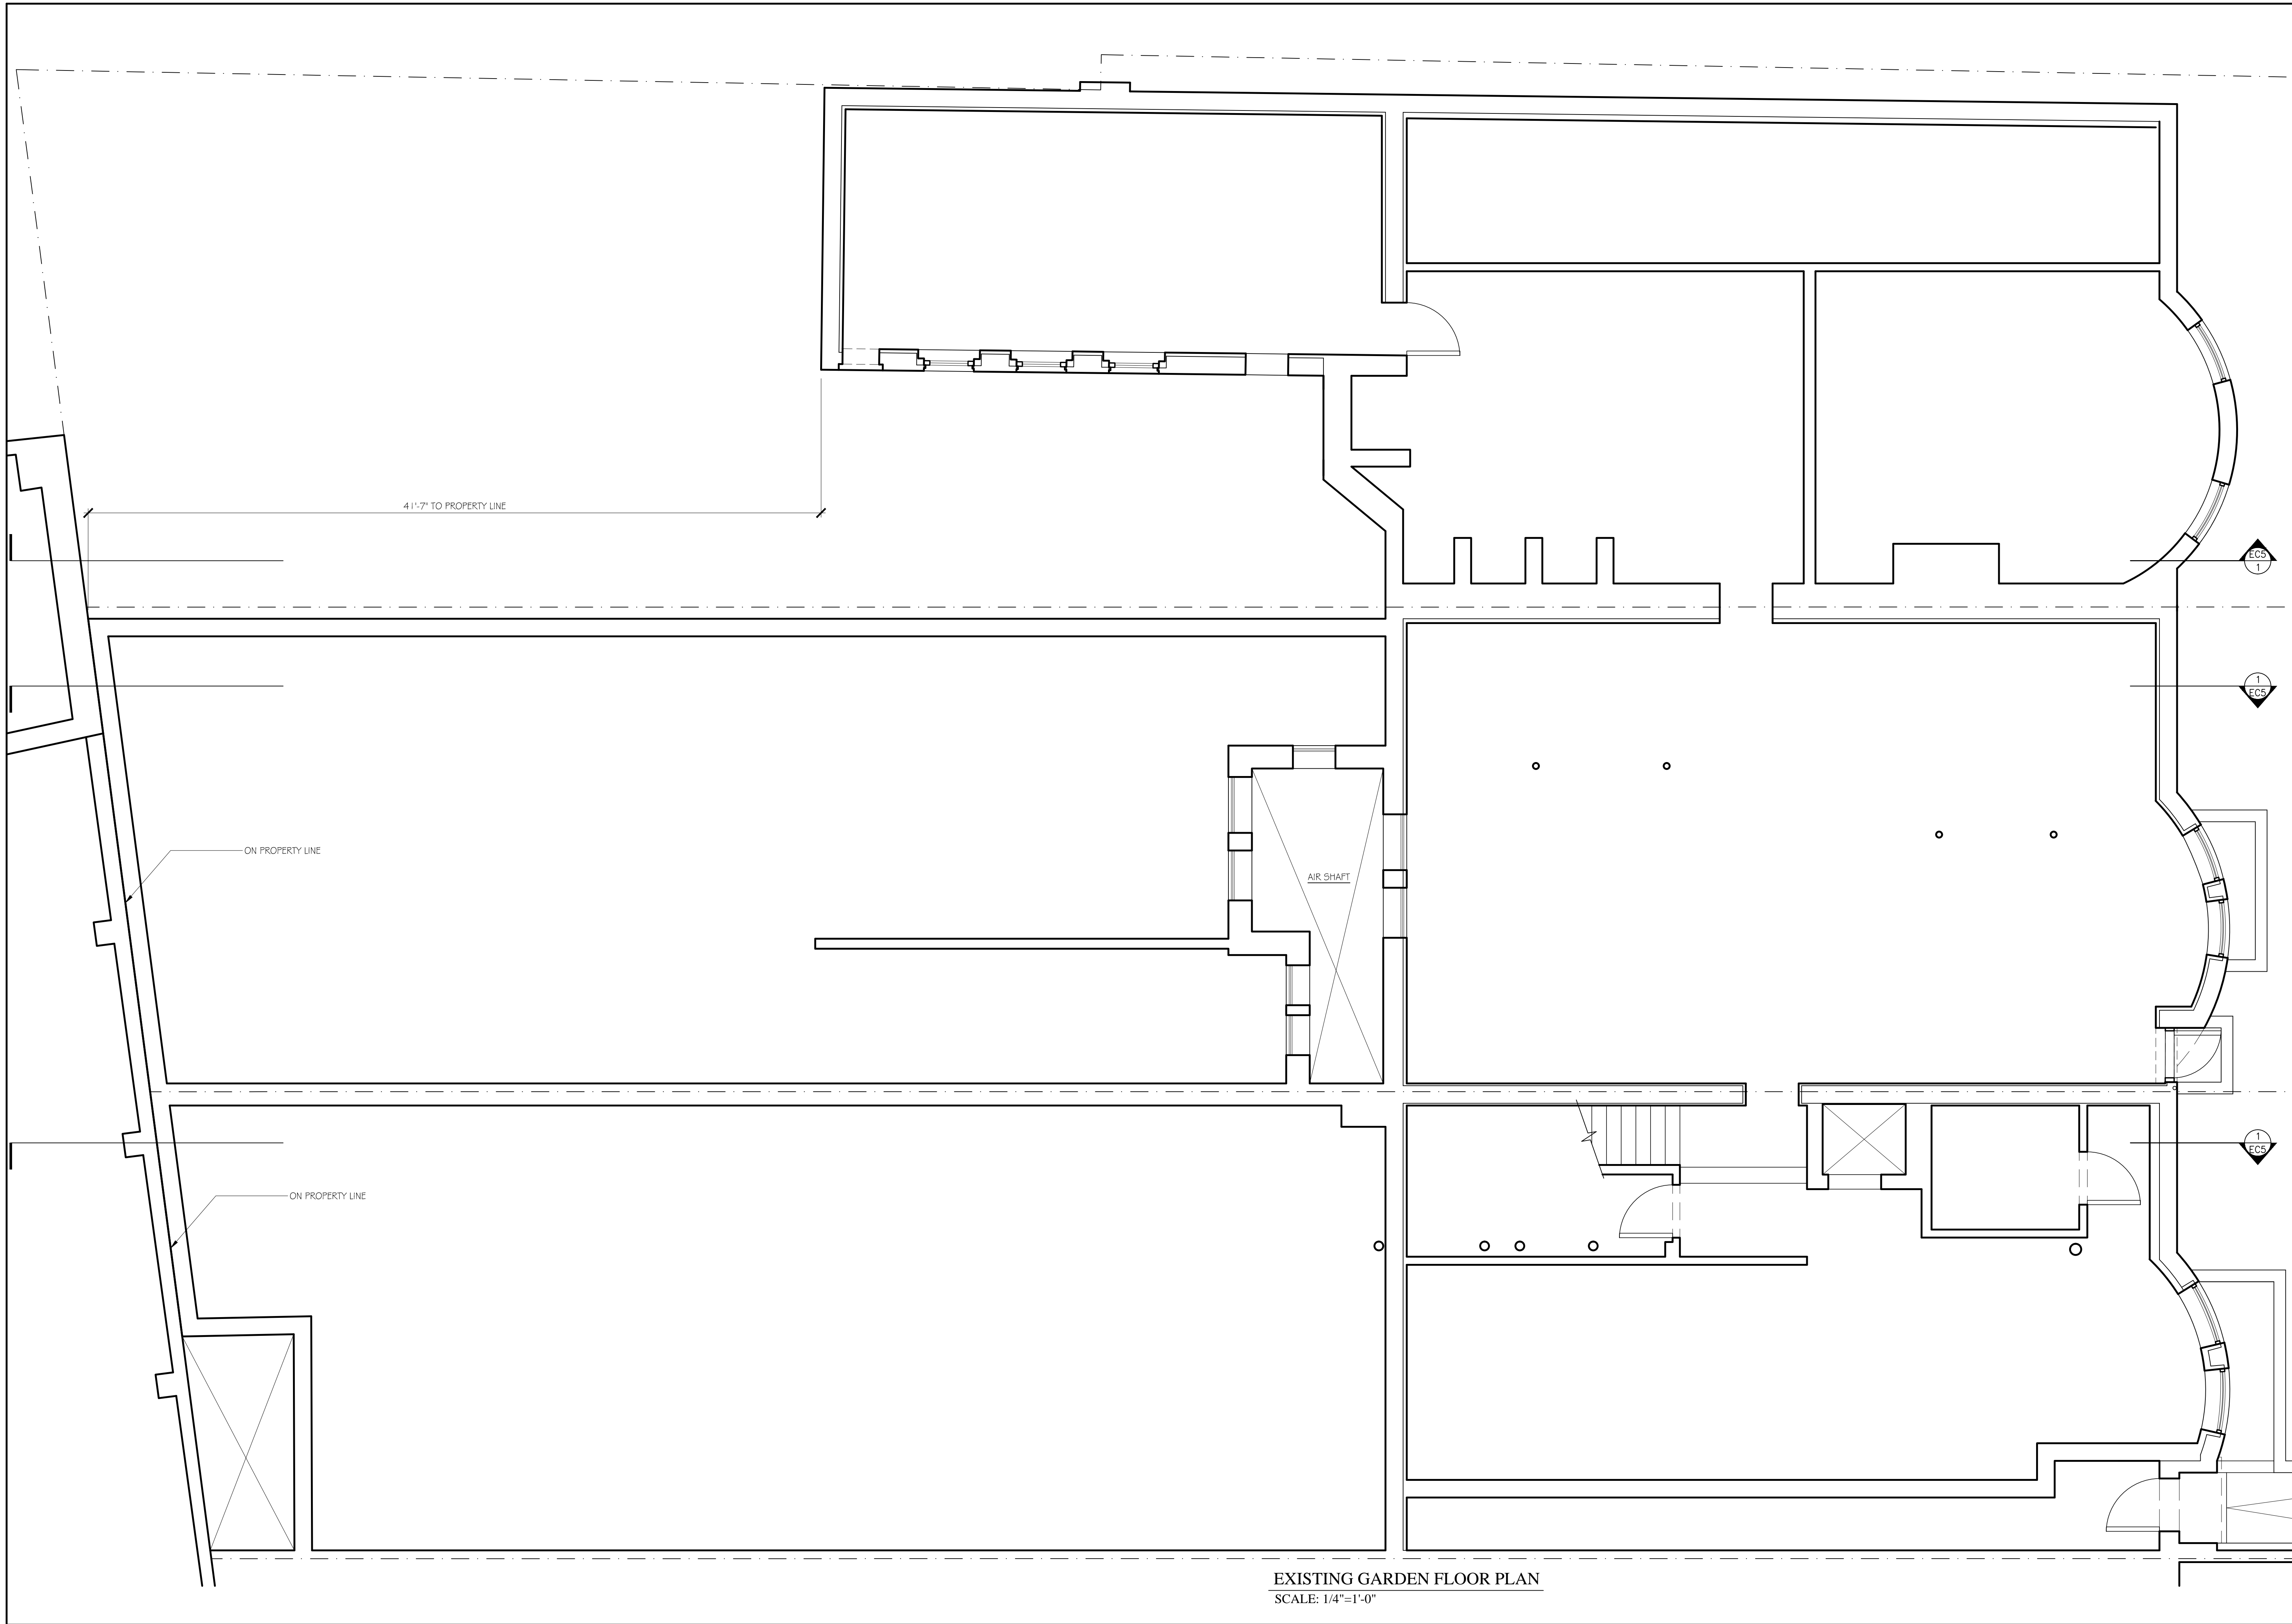 41'-7" TO PROPERTY LINE
EC5
1
1
EC5
ON PROPERTY LINE
AIR SHAFT
1
EC5
ON PROPERTY LINE
EXISTING GARDEN FLOOR PLAN
SCALE: 1/4"=1'-0"